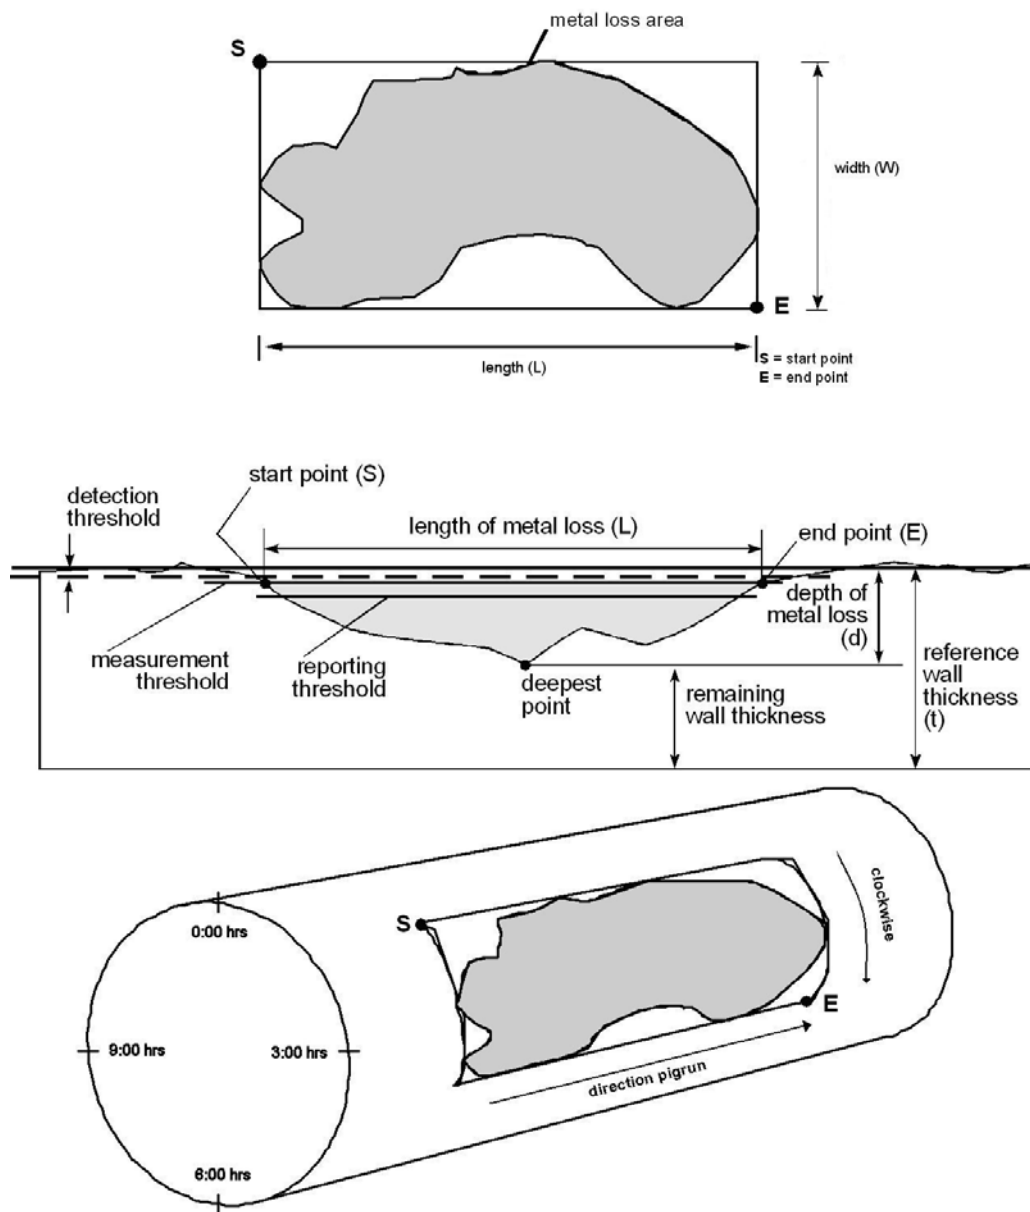 metal loss area
S
width (W)
E
length (L)
S = start point
E = end point
start point (S)
detection
threshold
length of metal loss (L)
end point (E)
depth of
metal loss
(d)
measurement
threshold
reporting
threshold
deepest
point
remaining
wall thickness
reference
wall
thickness
(t)
clockwise
0:00 hrs
S
9:00 hrs
3:00 hrs
E
direction pigrun
6:00 hrs